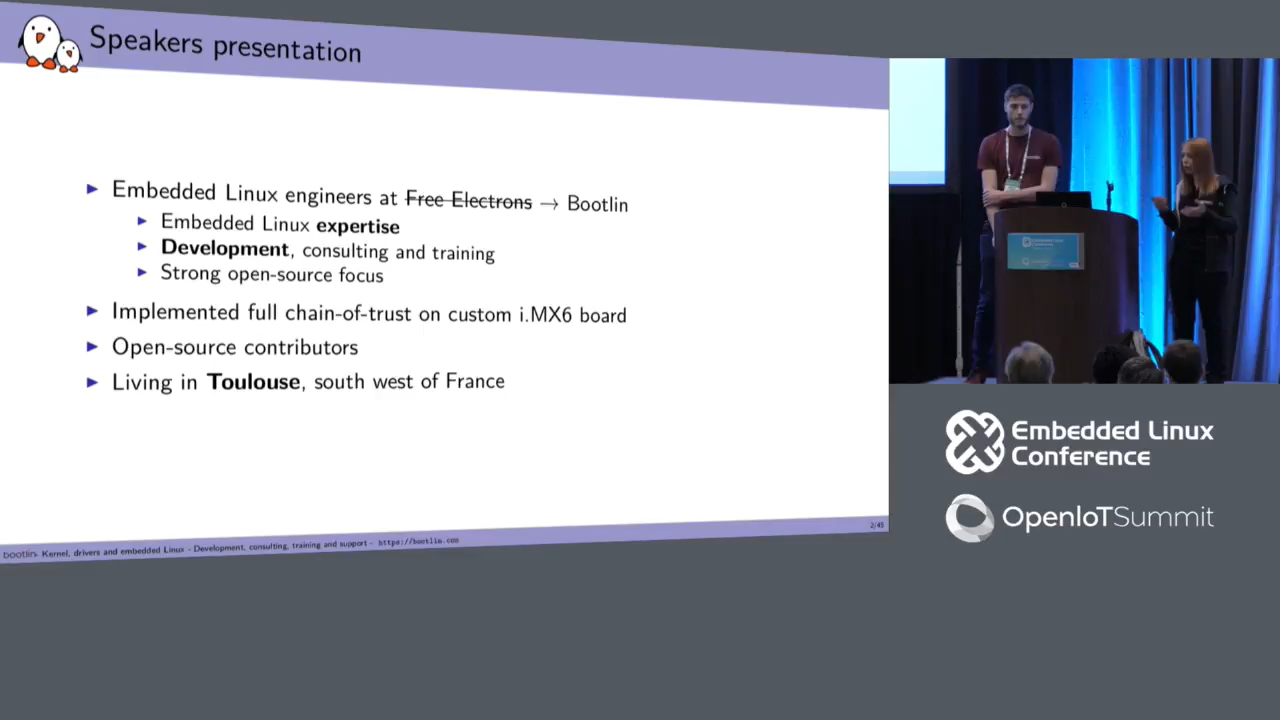 Speakers presentation
Embedded Linux engineers at Free Electrons → Bootlin
Embedded Linux expertise
Development, consulting and training
Strong open-source focus
Implemented full chain-of-trust on custom i.MX6 board
Open-source contributors
Living in Toulouse, south west of France
bootlin - Kernel, drivers and embedded Linux - Development, consulting, training and support - https://bootlin.com
2/45
Embedded Linux
Conference
OpenIoTSummit